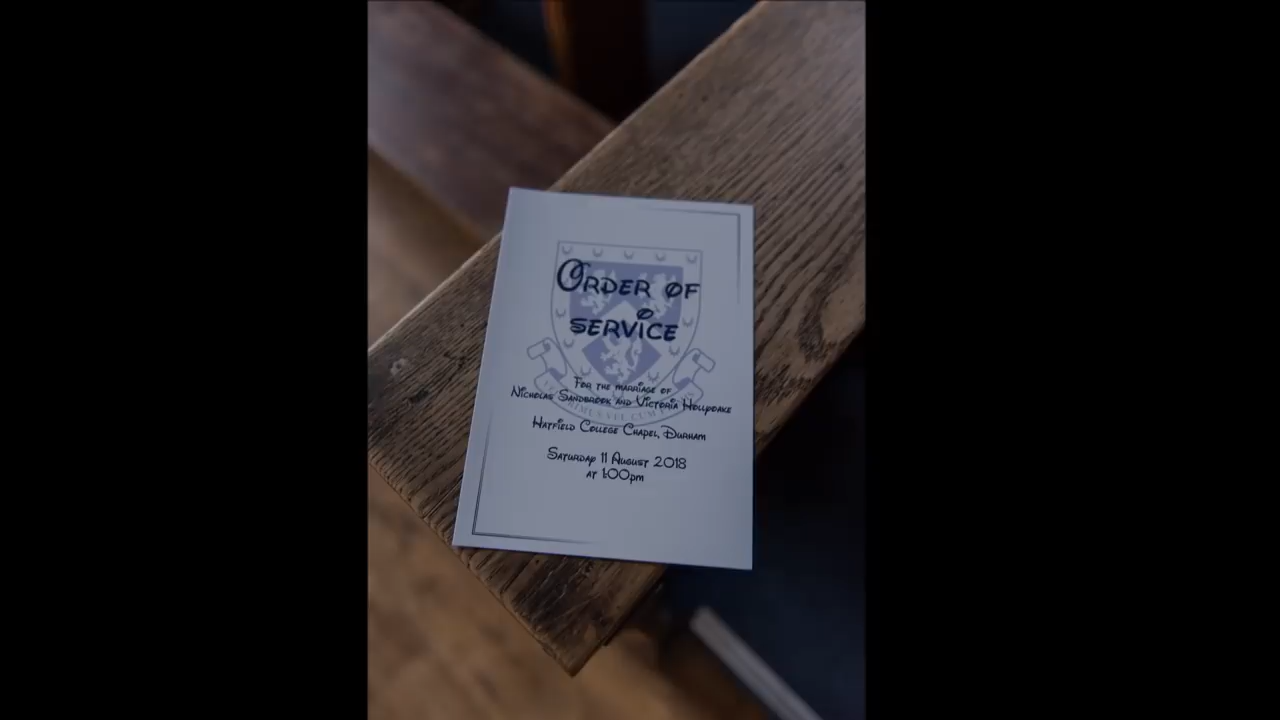 Order of
service
For the marriage of
Nicholas Sandbrook and Victoria Hollpoake
Hatfield College Chapel, Durham
Saturday 11 August 2018
at 1:00pm